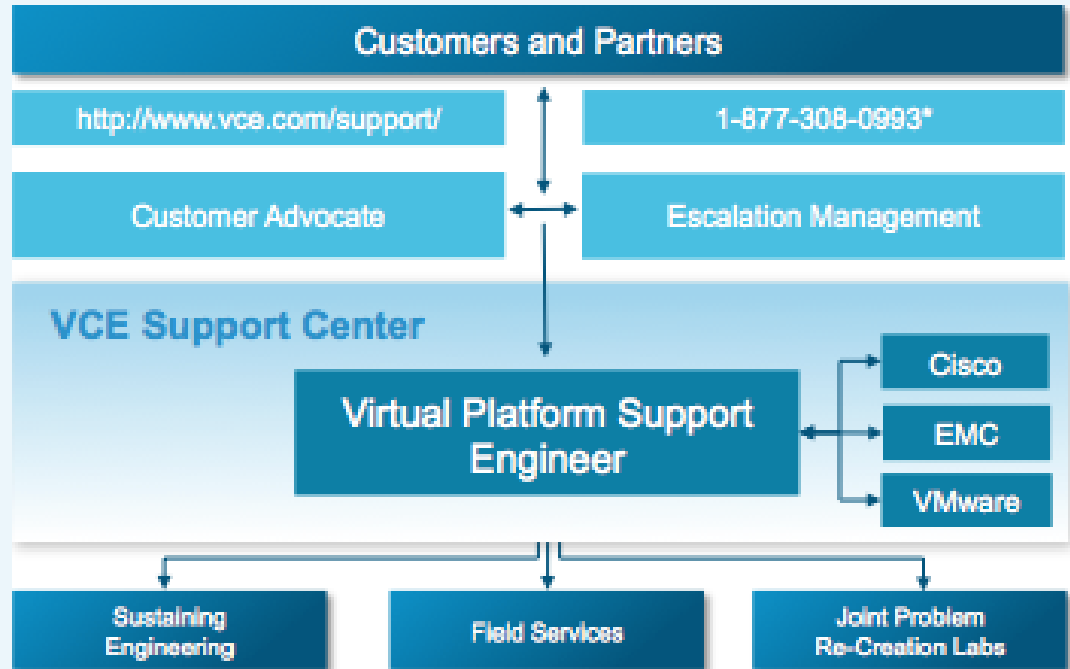 Customers and Partners
http://www.vce.com/support/
1-877-308-0993*
Customer Advocate
Escalation Management
VCE Support Center
Virtual Platform Support
Engineer
Cisco
EMC
VMware
Sustaining
Engineering
Field Services
Joint Problem
Re-Creation Labs